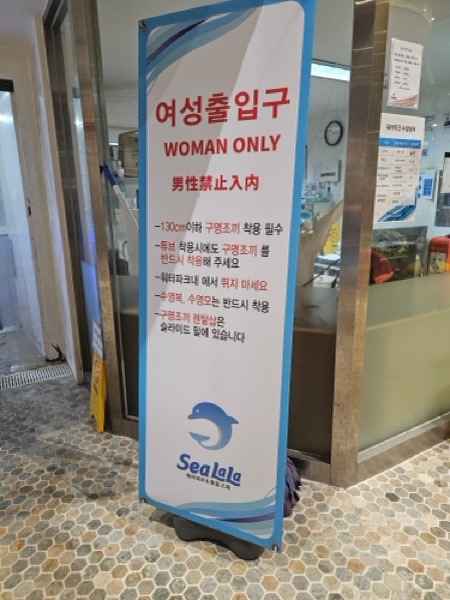 여성출입구
WOMAN ONLY
男性禁止入内
-130cm이하 구명조끼 착용 필수
-튜브 착용시에도 구명조끼 를
반드시 착용해 주세요
-워터파크내 에서 뛰지 마세요
-수영복, 수영모는 반드시 착용
-구명조끼 렌탈샵은
슬라이드 밑에 있습니다
SeaLaLa